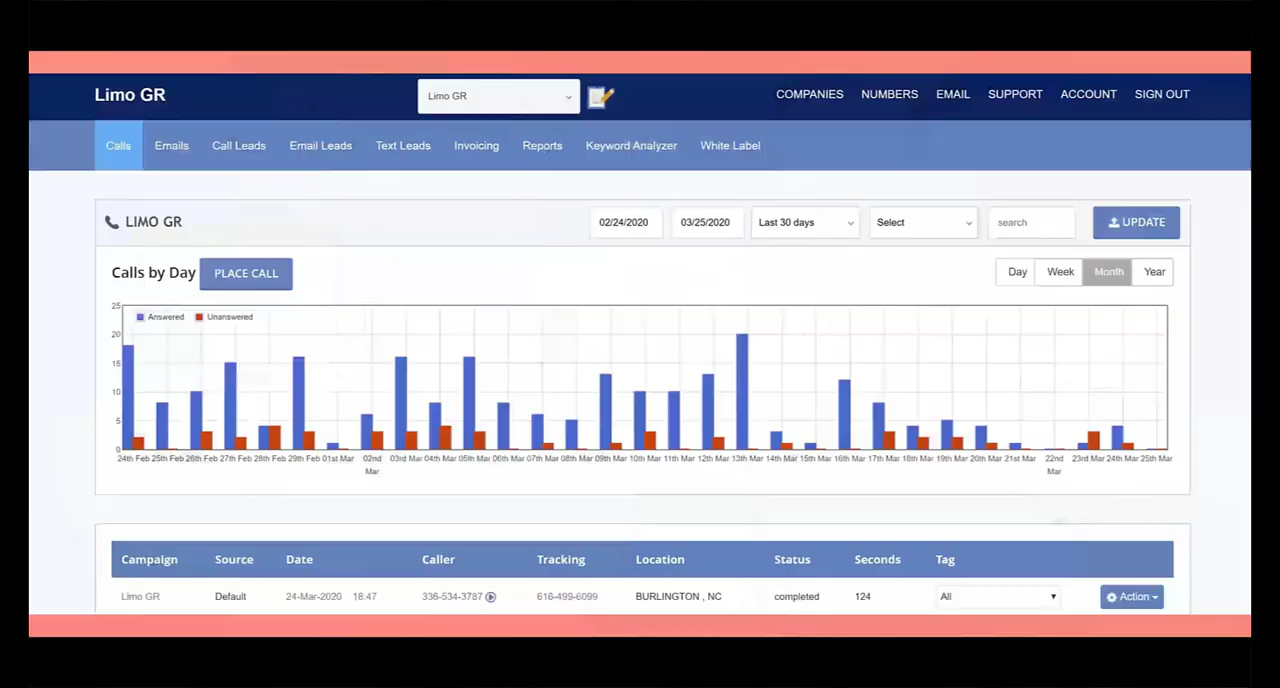 Limo GR
Limo GR
COMPANIES NUMBERS EMAIL SUPPORT ACCOUNT SIGN OUT
Calls Emails Call Leads Email Leads Text Leads Invoicing Reports Keyword Analyzer White Label
LIMO GR
02/24/2020 03/25/2020 Last 30 days Select search UPDATE
Calls by Day PLACE CALL
Day Week Month Year
Answered Unanswered
25
20
15
10
5
0
24th Feb 25th Feb 26th Feb 27th Feb 28th Feb 29th Feb 01st Mar 02nd Mar 03rd Mar 04th Mar 05th Mar 06th Mar 07th Mar 08th Mar 09th Mar 10th Mar 11th Mar 12th Mar 13th Mar 14th Mar 15th Mar 16th Mar 17th Mar 18th Mar 19th Mar 20th Mar 21st Mar 22nd Mar 23rd Mar 24th Mar 25th Mar
Campaign Source Date Caller Tracking Location Status Seconds Tag
Limo GR Default 24-Mar-2020 18:47 336-534-3787 616-499-6099 BURLINGTON , NC completed 124 All Action